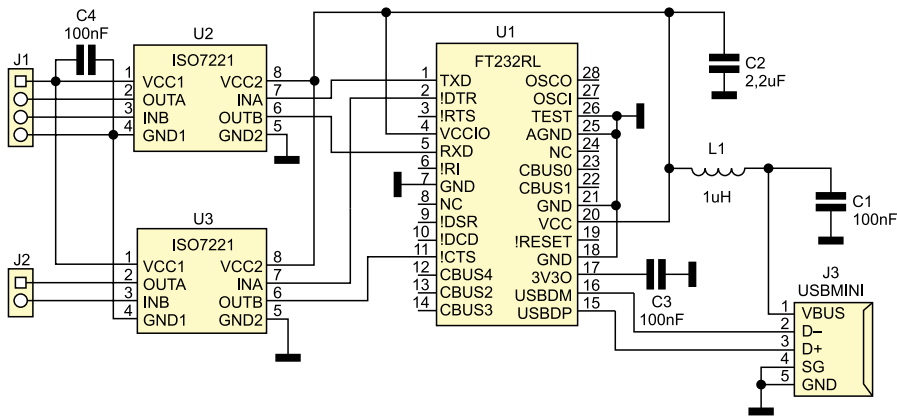 C4
100nF
J1
U2
ISO7221
1 VCC1 VCC2 8
2 OUTA INA 7
3 INB OUTB 6
4 GND1 GND2 5
U3
ISO7221
1 VCC1 VCC2 8
2 OUTA INA 7
3 INB OUTB 6
4 GND1 GND2 5
J2
U1
FT232RL
1 TXD OSCO 28
2 !DTR OSCI 27
3 !RTS TEST 26
4 VCCIO AGND 25
5 RXD NC 24
6 !RI CBUS0 23
7 GND CBUS1 22
8 NC GND 21
9 !DSR VCC 20
10 !DCD !RESET 19
11 !CTS GND 18
12 CBUS4 3V3O 17
13 CBUS2 USBDM 16
14 CBUS3 USBDP 15
C2
2,2uF
L1
1uH
C1
100nF
C3
100nF
J3
USBMINI
1 VBUS
2 D–
3 D+
4 SG
5 GND